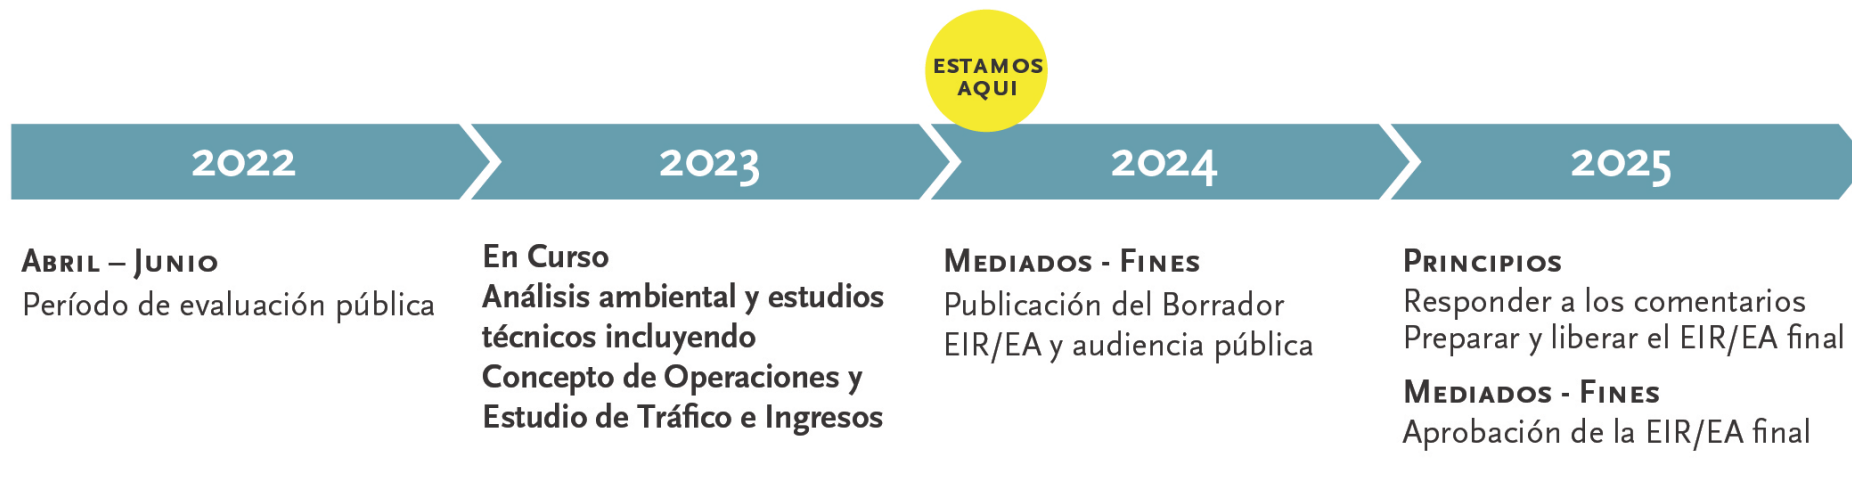 ESTAMOS
AQUI
2022
2023
2024
2025
ABRIL – JUNIO
Período de evaluación pública
En Curso
Análisis ambiental y estudios
técnicos incluyendo
Concepto de Operaciones y
Estudio de Tráfico e Ingresos
MEDIADOS - FINES
Publicación del Borrador
EIR/EA y audiencia pública
PRINCIPIOS
Responder a los comentarios
Preparar y liberar el EIR/EA final
MEDIADOS - FINES
Aprobación de la EIR/EA final